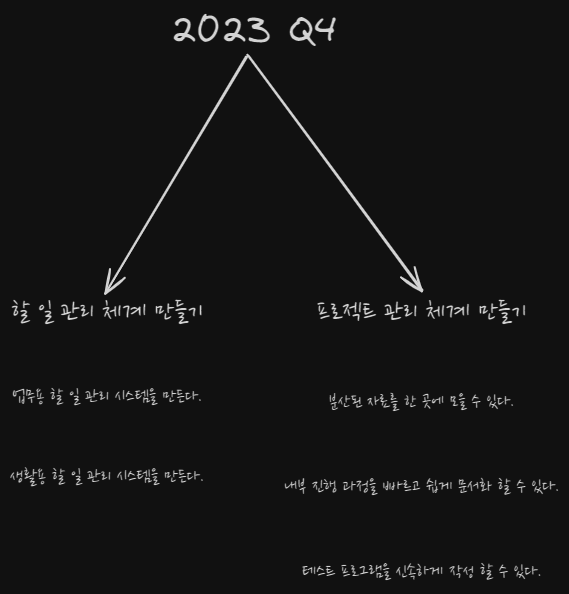 2023 Q4
할 일 관리 체계 만들기
업무용 할 일 관리 시스템을 만든다.
생활용 할 일 관리 시스템을 만든다.
프로젝트 관리 체계 만들기
분산된 자료를 한 곳에 모을 수 있다.
내부 진행 과정을 빠르고 쉽게 문서화 할 수 있다.
테스트 프로그램을 신속하게 작성 할 수 있다.